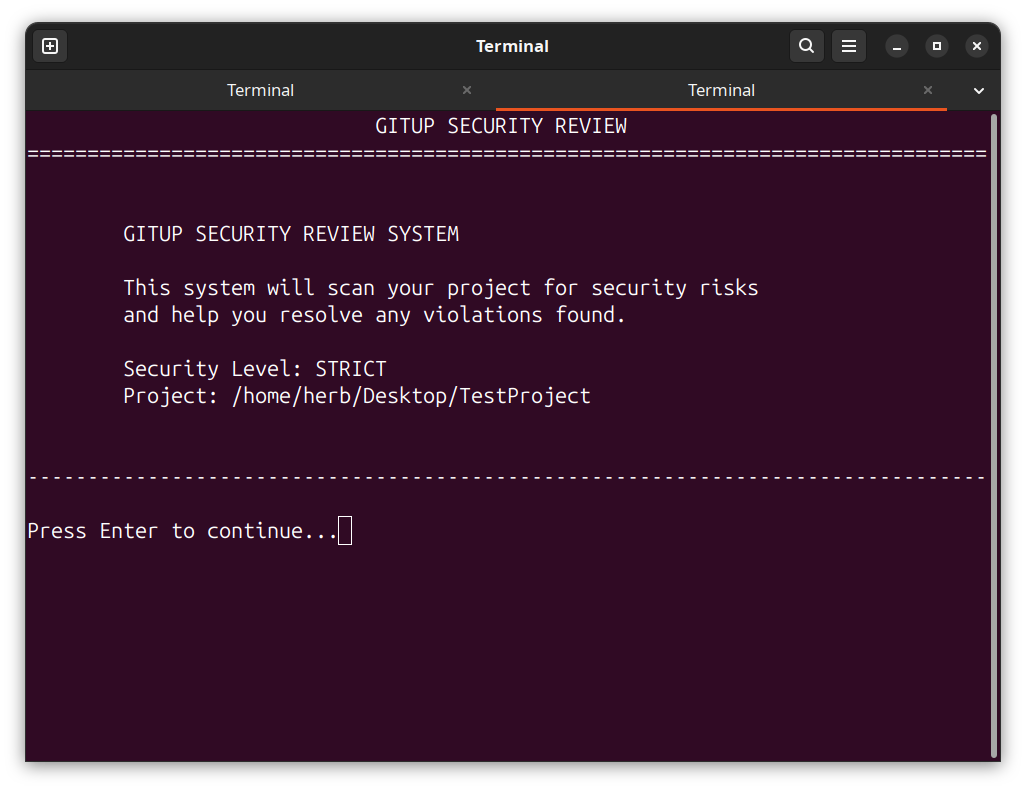 Terminal
Terminal × Terminal ×
GITUP SECURITY REVIEW
================================================================================
GITUP SECURITY REVIEW SYSTEM
This system will scan your project for security risks
and help you resolve any violations found.
Security Level: STRICT
Project: /home/herb/Desktop/TestProject
--------------------------------------------------------------------------------
Press Enter to continue...